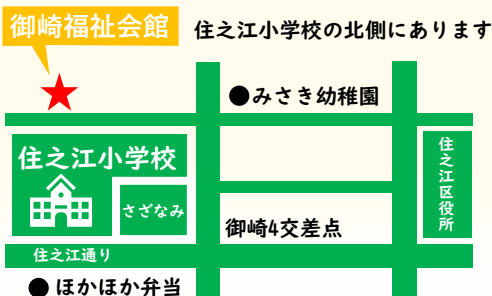 御崎福祉会館
住之江小学校の北側にあります
●みさき幼稚園
住之江小学校
住之江区役所
さざなみ
御崎4交差点
住之江通り
●ほかほか弁当